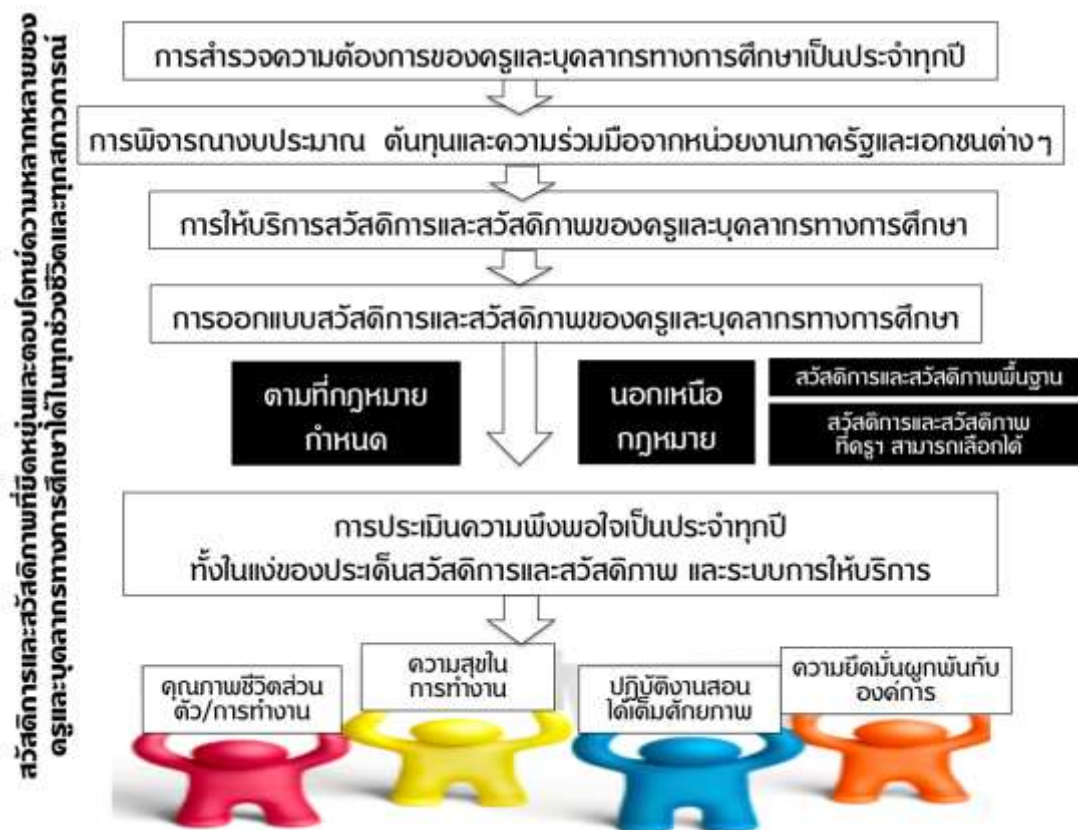 สวัสดิการและสวัสดิภาพที่ยืดหยุ่นและตอบโจทย์ความหลากหลายของ
ครูและบุคลากรทางการศึกษาได้ในทุกช่วงชีวิตและทุกสภาวการณ์
การสำรวจความต้องการของครูและบุคลากรทางการศึกษาเป็นประจำทุกปี
การพิจารณางบประมาณ ต้นทุนและความร่วมมือจากหน่วยงานภาครัฐและเอกชนต่างๆ
การให้บริการสวัสดิการและสวัสดิภาพของครูและบุคลากรทางการศึกษา
การออกแบบสวัสดิการและสวัสดิภาพของครูและบุคลากรทางการศึกษา
ตามที่กฎหมาย
กำหนด
นอกเหนือ
กฎหมาย
สวัสดิการและสวัสดิภาพพื้นฐาน
สวัสดิการและสวัสดิภาพ
ที่ครูฯ สามารถเลือกได้
การประเมินความพึงพอใจเป็นประจำทุกปี
ทั้งในแง่ของประเด็นสวัสดิการและสวัสดิภาพ และระบบการให้บริการ
คุณภาพชีวิตส่วน
ตัว/การทำงาน
ความสุขใน
การทำงาน
ปฏิบัติงานสอน
ได้เต็มศักยภาพ
ความยึดมั่นผูกพันกับ
องค์การ